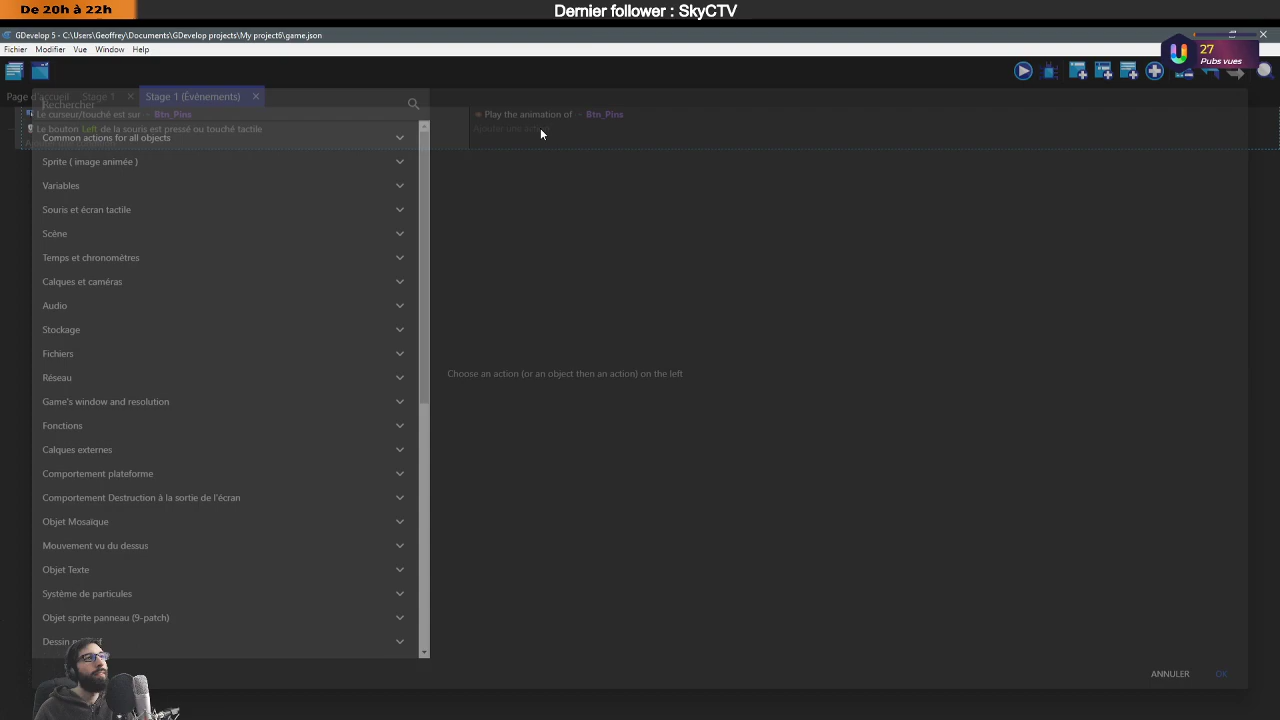 De 20h à 22h
Dernier follower : SkyCTV
GDevelop 5 - C:\Users\Geoffrey\Documents\GDevelop projects\My project6\game.json
Fichier Modifier View Window Help
27
Pubs vues
Page d'accueil Stage 1 Stage 1 (Évènements)
Rechercher
Le curseur/touché est sur Btn_Pins
Play the animation of Btn_Pins
Le bouton Left de la souris est pressé ou touché tactile
Ajouter une action
Common actions for all objects
Sprite ( image animée )
Variables
Souris et écran tactile
Scène
Temps et chronomètres
Calques et caméras
Audio
Stockage
Fichiers
Réseau
Choose an action (or an object then an action) on the left
Game's window and resolution
Fonctions
Calques externes
Comportement plateforme
Comportement Destruction à la sortie de l'écran
Objet Mosaïque
Mouvement vu du dessus
Objet Texte
Système de particules
Objet sprite panneau (9-patch)
Dessin
ANNULER OK